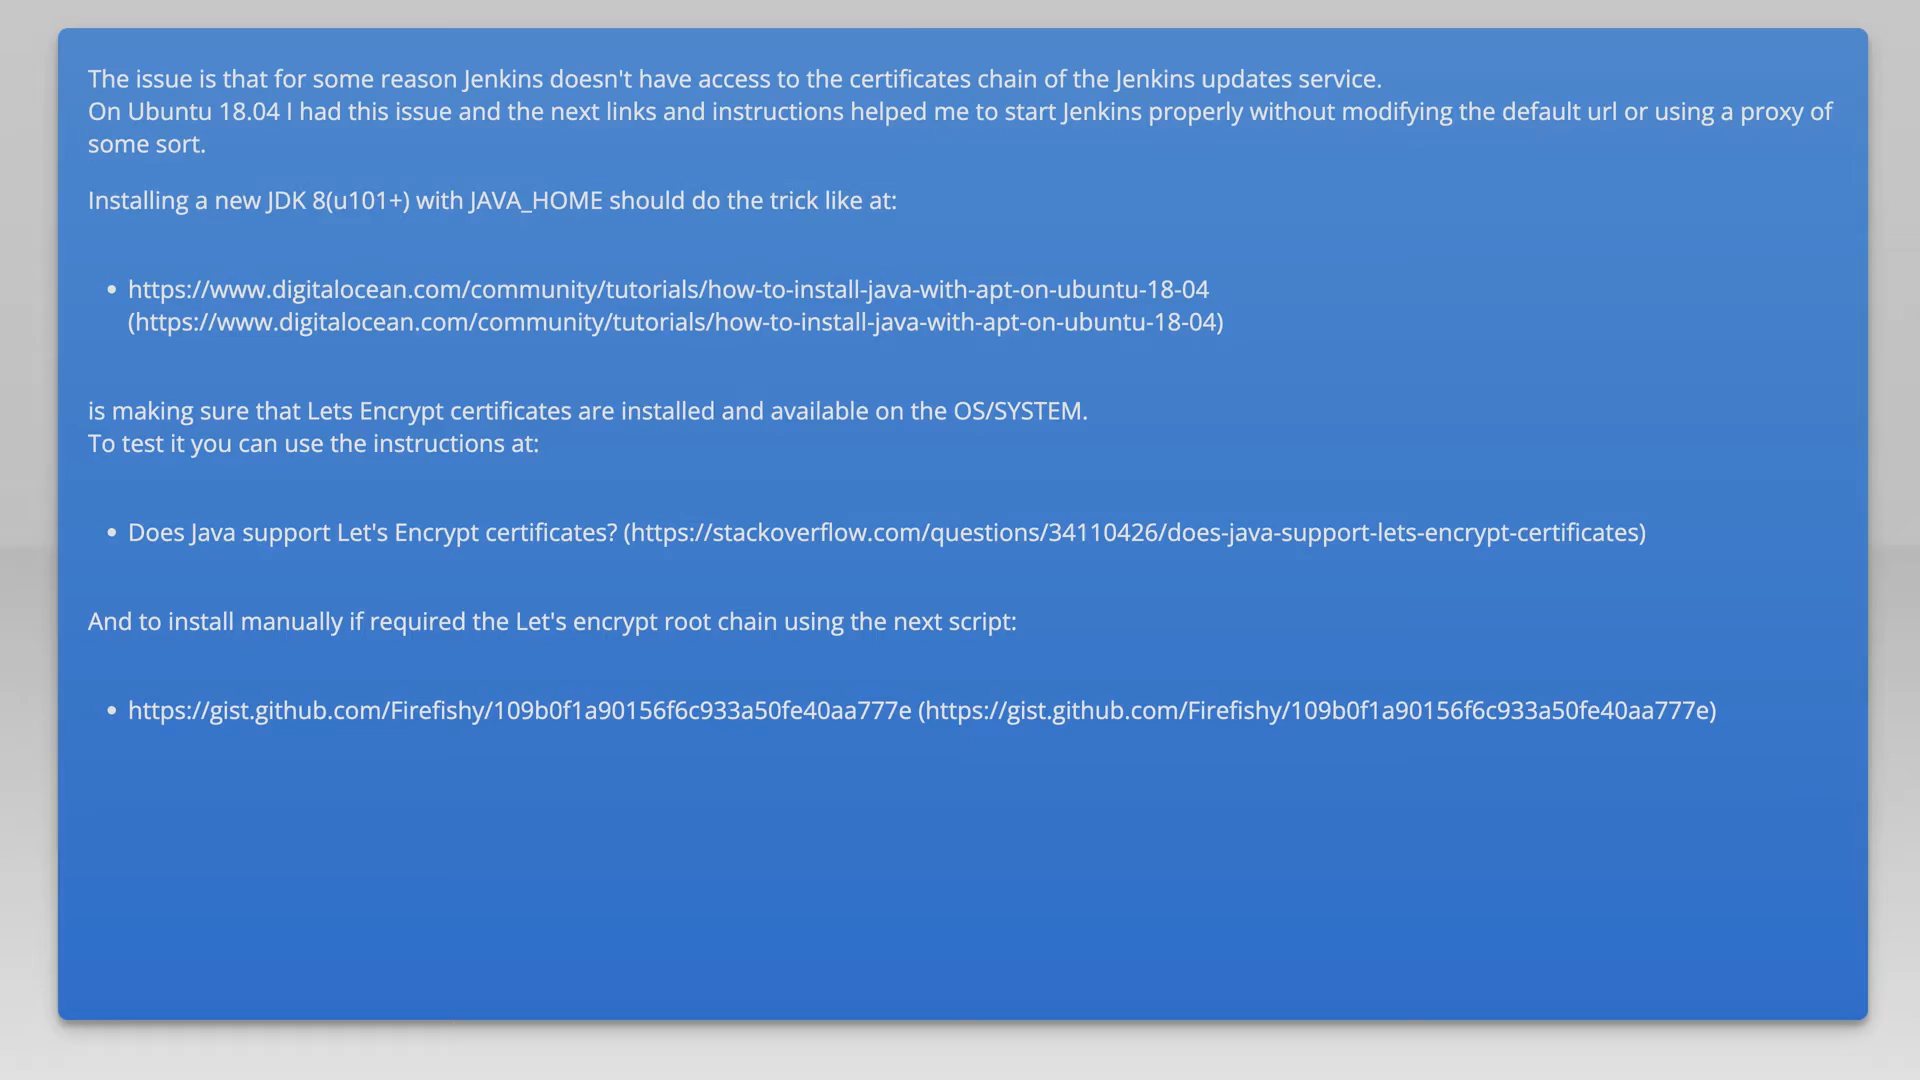 The issue is that for some reason Jenkins doesn't have access to the certificates chain of the Jenkins updates service.
On Ubuntu 18.04 I had this issue and the next links and instructions helped me to start Jenkins properly without modifying the default url or using a proxy of
some sort.
Installing a new JDK 8(u101+) with JAVA_HOME should do the trick like at:
• https://www.digitalocean.com/community/tutorials/how-to-install-java-with-apt-on-ubuntu-18-04
(https://www.digitalocean.com/community/tutorials/how-to-install-java-with-apt-on-ubuntu-18-04)
is making sure that Lets Encrypt certificates are installed and available on the OS/SYSTEM.
To test it you can use the instructions at:
• Does Java support Let's Encrypt certificates? (https://stackoverflow.com/questions/34110426/does-java-support-lets-encrypt-certificates)
And to install manually if required the Let's encrypt root chain using the next script:
• https://gist.github.com/Firefishy/109b0f1a90156f6c933a50fe40aa777e (https://gist.github.com/Firefishy/109b0f1a90156f6c933a50fe40aa777e)